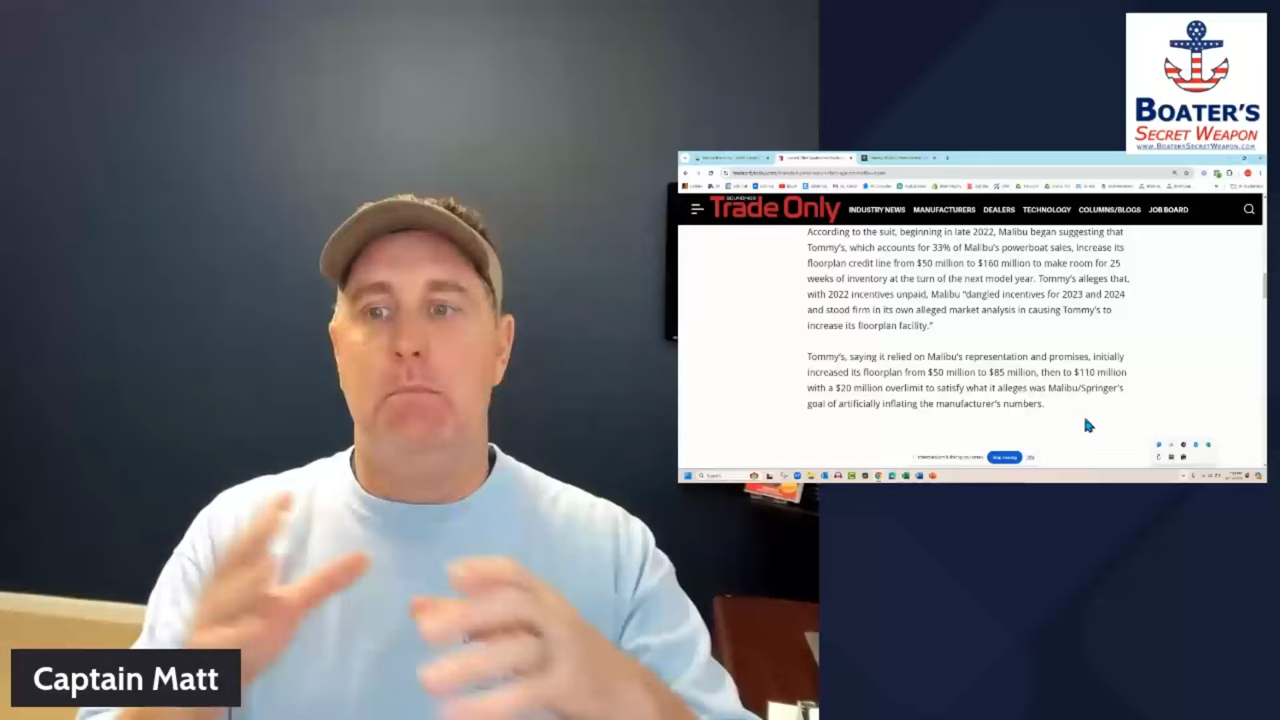 BOATER'S
SECRET WEAPON
WWW.BOATERSSECRETWEAPON.COM
SOUNDINGS
Trade Only
INDUSTRY NEWS MANUFACTURERS DEALERS TECHNOLOGY COLUMNS/BLOGS JOB BOARD
According to the suit, beginning in late 2022, Malibu began suggesting that
Tommy's, which accounts for 33% of Malibu's powerboat sales, increase its
floorplan credit line from $50 million to $160 million to make room for 25
weeks of inventory at the turn of the next model year. Tommy's alleges that,
with 2022 incentives unpaid, Malibu "dangled incentives for 2023 and 2024
and stood firm in its own alleged market analysis in causing Tommy's to
increase its floorplan facility."
Tommy's, saying it relied on Malibu's representation and promises, initially
increased its floorplan from $50 million to $85 million, then to $110 million
with a $20 million overlimit to satisfy what it alleges was Malibu/Springer's
goal of artificially inflating the manufacturer's numbers.
Stop sharing
Search
Captain Matt